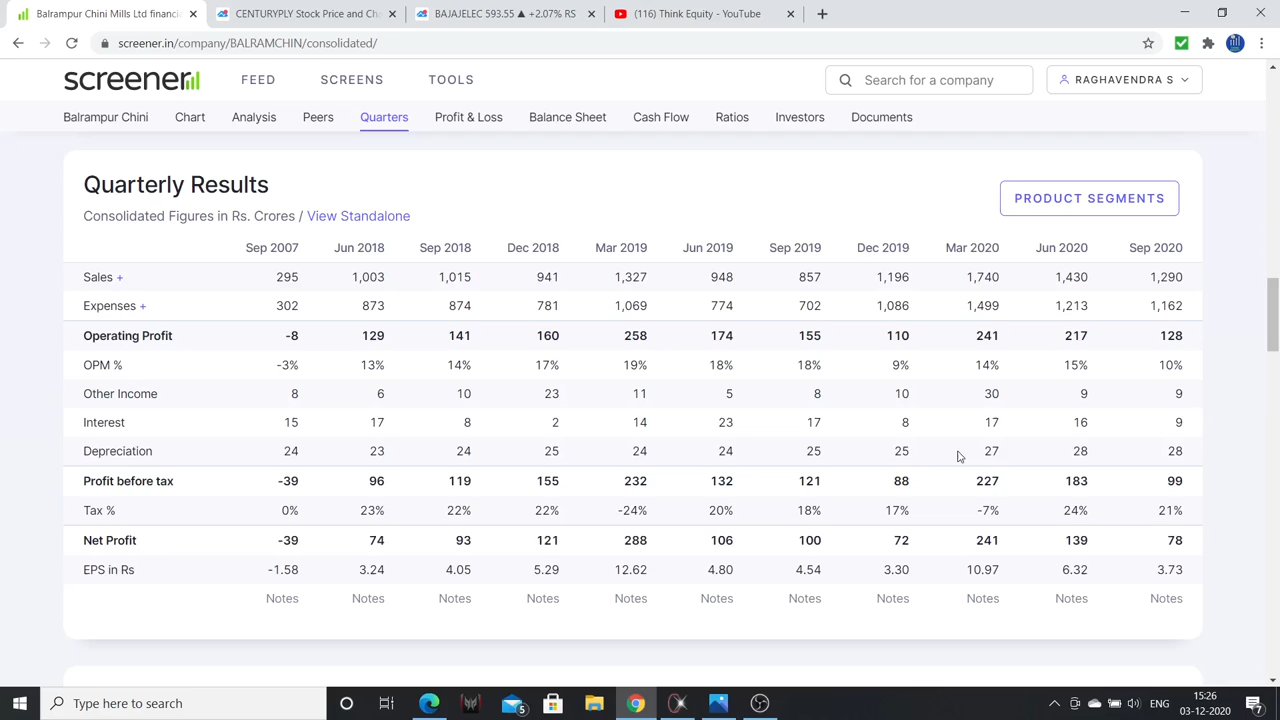 Balrampur Chini Mills Ltd financi
CENTURYPLY Stock Price and Ch
BAJAJELEC 593.55 ▲ +2.07% RS
(116) Think Equity - YouTube
screener.in/company/BALRAMCHIN/consolidated/
screener FEED SCREENS TOOLS Search for a company RAGHAVENDRA S
Balrampur Chini Chart Analysis Peers Quarters Profit & Loss Balance Sheet Cash Flow Ratios Investors Documents
Quarterly Results
PRODUCT SEGMENTS
Consolidated Figures in Rs. Crores / View Standalone
Sep 2007 Jun 2018 Sep 2018 Dec 2018 Mar 2019 Jun 2019 Sep 2019 Dec 2019 Mar 2020 Jun 2020 Sep 2020
Sales + 295 1,003 1,015 941 1,327 948 857 1,196 1,740 1,430 1,290
Expenses + 302 873 874 781 1,069 774 702 1,086 1,499 1,213 1,162
Operating Profit -8 129 141 160 258 174 155 110 241 217 128
OPM % -3% 13% 14% 17% 19% 18% 18% 9% 14% 15% 10%
Other Income 8 6 10 23 11 5 8 10 30 9 9
Interest 15 17 8 2 14 23 17 8 17 16 9
Depreciation 24 23 24 25 24 24 25 25 27 28 28
Profit before tax -39 96 119 155 232 132 121 88 227 183 99
Tax % 0% 23% 22% 22% -24% 20% 18% 17% -7% 24% 21%
Net Profit -39 74 93 121 288 106 100 72 241 139 78
EPS in Rs -1.58 3.24 4.05 5.29 12.62 4.80 4.54 3.30 10.97 6.32 3.73
Notes Notes Notes Notes Notes Notes Notes Notes Notes Notes Notes
Type here to search
5
ENG
15:26
03-12-2020
7